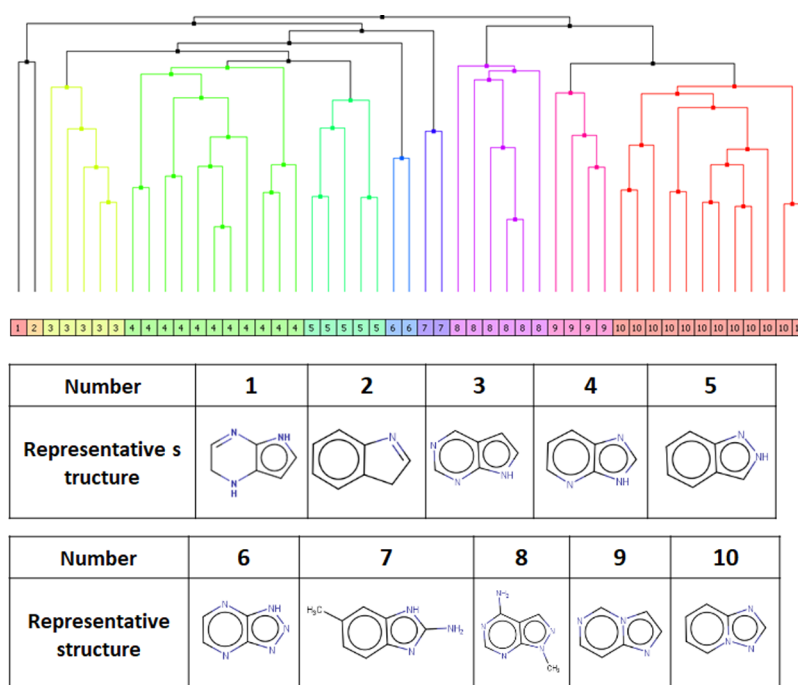 1 2 3 3 3 3 3 4 4 4 4 4 4 4 4 4 4 4 5 5 5 5 5 6 6 7 7 8 8 8 8 8 8 9 9 9 9 10 10 10 10 10 10 10 10 10 10 10 1
Number 1 2 3 4 5
Representative s
tructure
N NH N H
N
N N NH
N N NH
N NH
Number 6 7 8 9 10
Representative
structure
N N NH N N
H₃C NH N NH₂
NH₂ N N N N CH₃
N N N
N N N